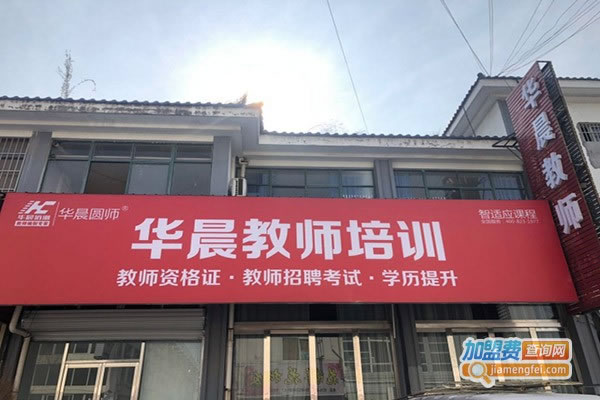 华晨圆师®
华晨教师培训
智适应课程
教师资格证·教师招聘考试·学历提升
华晨教师
加盟费查询网
jiamengfei.com